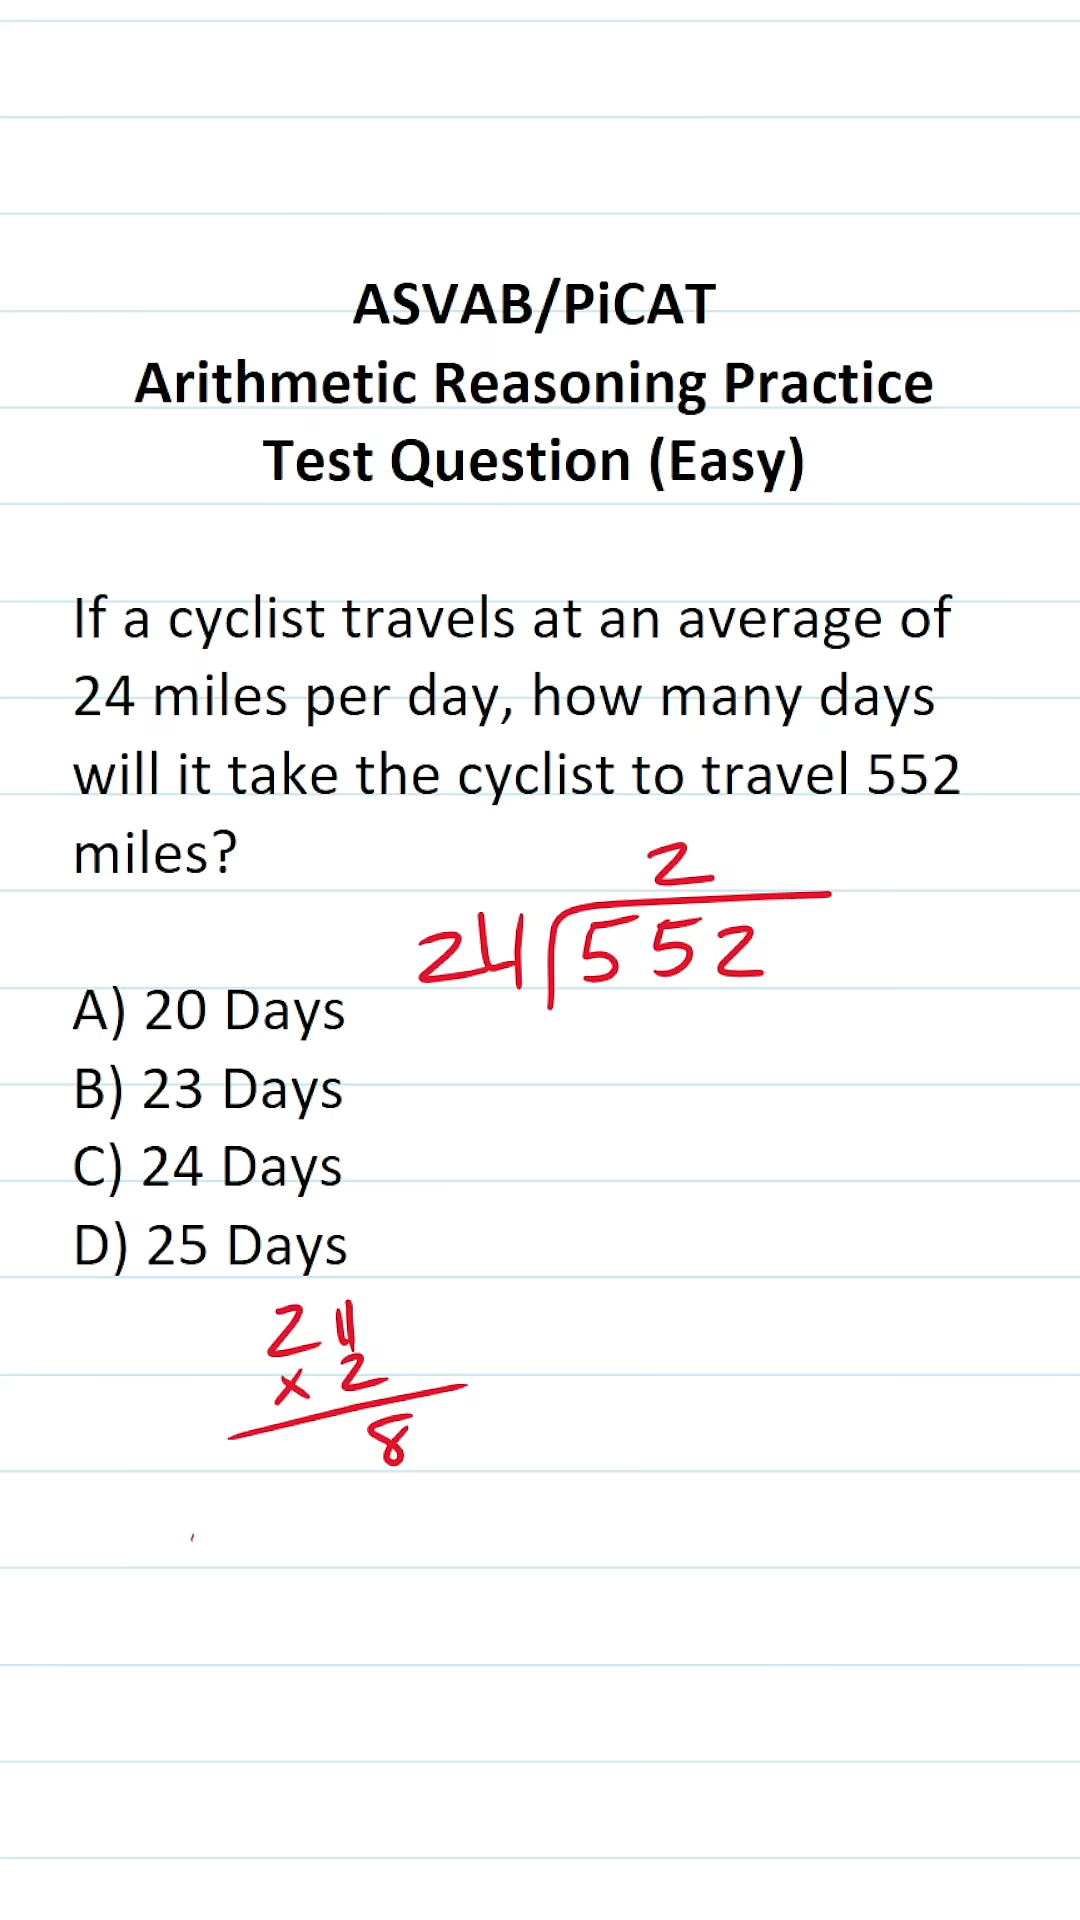 ASVAB/PiCAT
Arithmetic Reasoning Practice
Test Question (Easy)
If a cyclist travels at an average of
24 miles per day, how many days
will it take the cyclist to travel 552
miles?
2
24 552
A) 20 Days
B) 23 Days
C) 24 Days
D) 25 Days
24
x 2
8